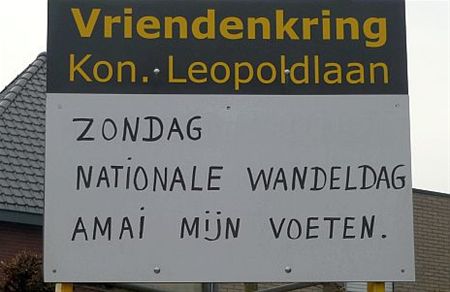 Vriendenkring
Kon. Leopoldlaan
ZONDAG
NATIONALE WANDELDAG
AMAI MIJN VOETEN.